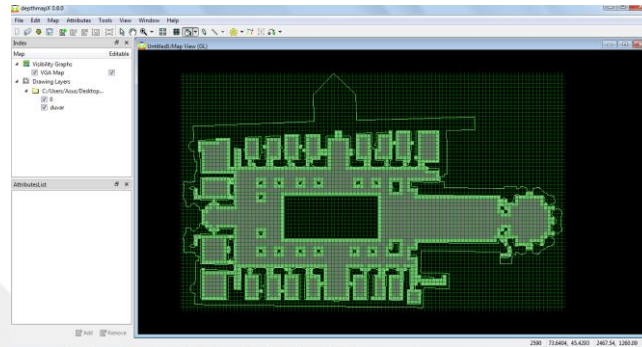 depthmapX 0.8.0
File Edit Map Attributes Tools View Window Help
Index
Map Editable
Visibility Graphs
VGA Map
Drawing Layers
C:/Users/Asus/Desktop...
0
duvar
AttributesList
Add Remove
Untitled1:Map View (GL)
2590 73.6404, 45.4293 2467.54, 1260.89